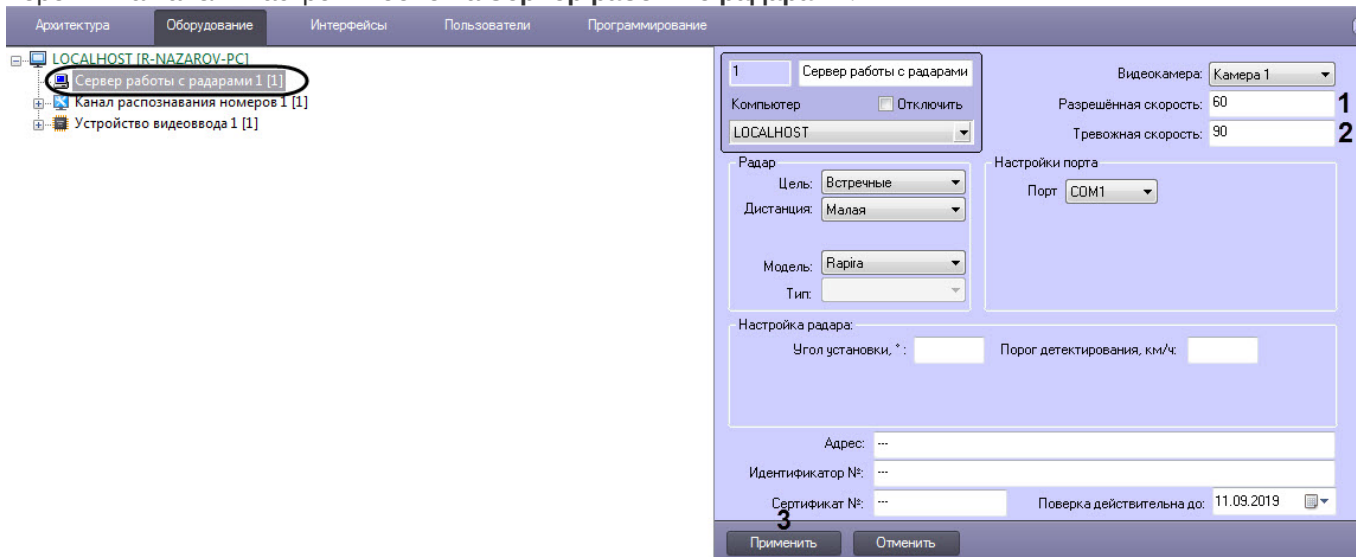 Архитектура Оборудование Интерфейсы Пользователи Программирование
LOCALHOST [R-NAZAROV-PC]
Сервер работы с радарами 1 [1]
Канал распознавания номеров 1 [1]
Устройство видеоввода 1 [1]
1 Сервер работы с радарами
Компьютер Отключить
LOCALHOST
Видеокамера: Камера 1
Разрешённая скорость: 60 1
Тревожная скорость: 90 2
Радар
Цель: Встречные
Дистанция: Малая
Модель: Rapira
Тип:
Настройки порта
Порт COM1
Настройка радара:
Угол установки, ° : Порог детектирования, км/ч:
Адрес: ---
Идентификатор №: ---
Сертификат №: --- Поверка действительна до: 11.09.2019
3
Применить Отменить